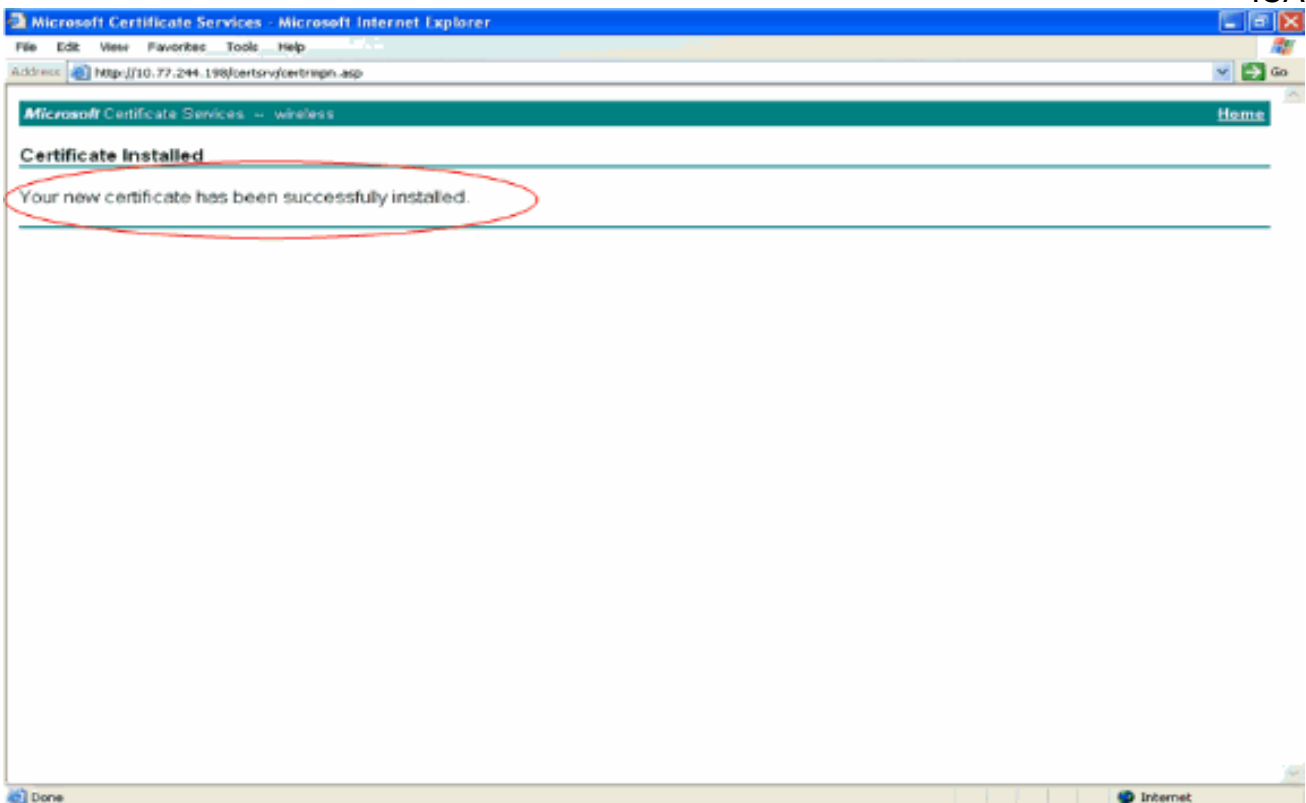 Microsoft Certificate Services - Microsoft Internet Explorer
File Edit View Favorites Tools Help
Address http://10.77.244.198/certsrv/certrmpn.asp Go
Microsoft Certificate Services -- wireless Home
Certificate Installed
Your new certificate has been successfully installed.
Done Internet